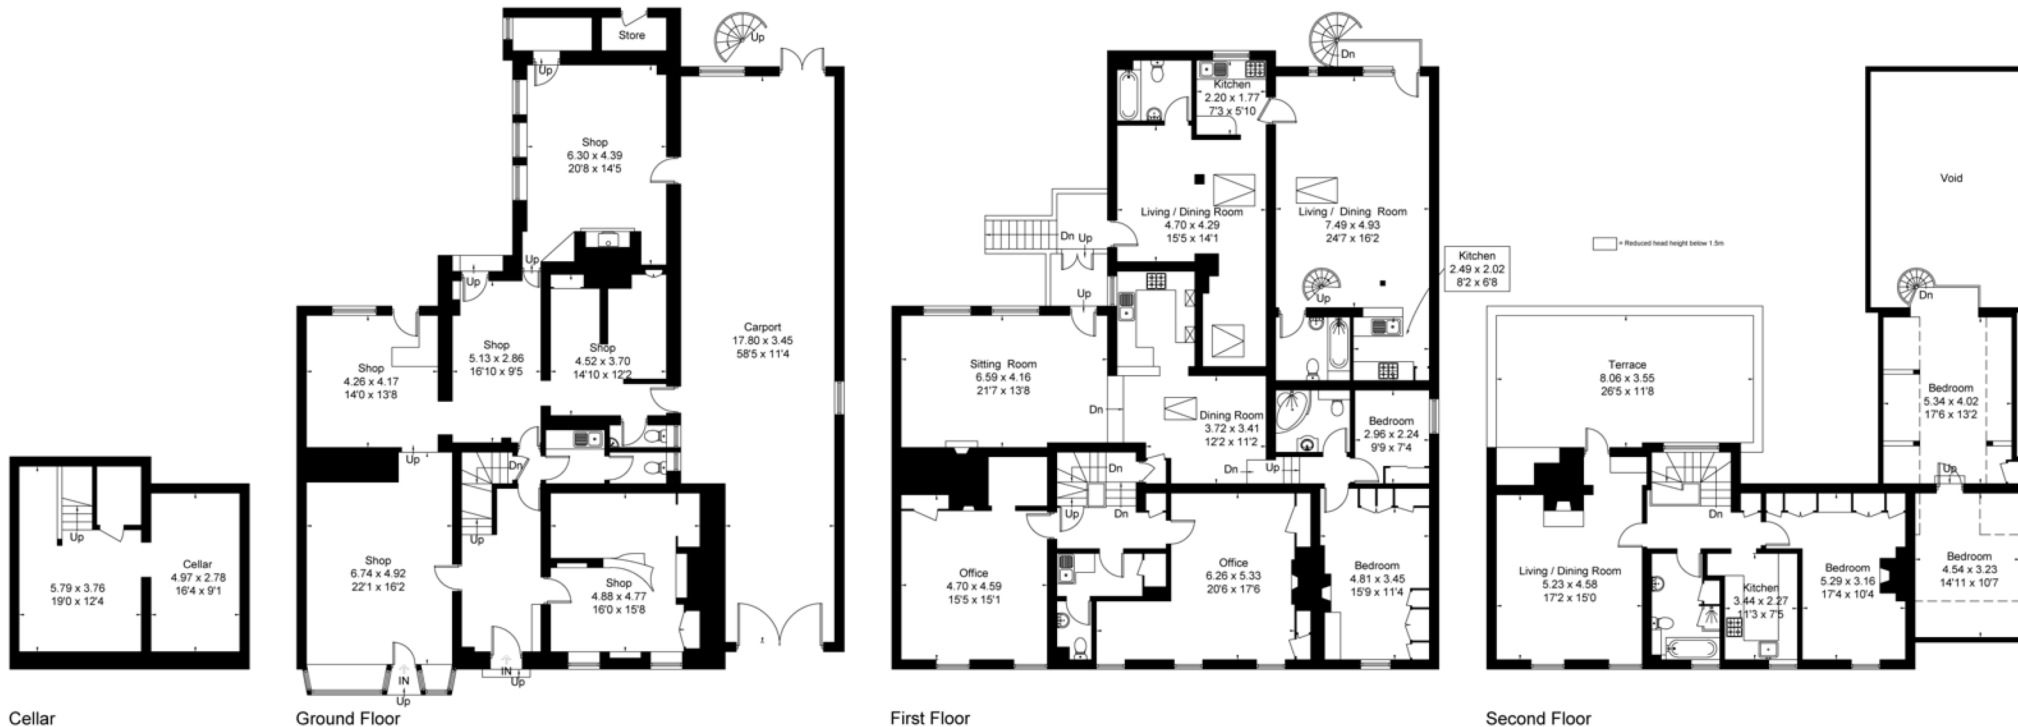 Store
Up
Up
Shop
6.30 x 4.39
20'8 x 14'5
Up
Up
Shop
5.13 x 2.86
16'10 x 9'5
Shop
4.52 x 3.70
14'10 x 12'2
Shop
4.26 x 4.17
14'0 x 13'8
Carport
17.80 x 3.45
58'5 x 11'4
Up
Dn
Up
Shop
6.74 x 4.92
22'1 x 16'2
Shop
4.88 x 4.77
16'0 x 15'8
IN
Up
IN
Up
Ground Floor
Up
5.79 x 3.76
19'0 x 12'4
Cellar
4.97 x 2.78
16'4 x 9'1
Cellar
Dn
Kitchen
2.20 x 1.77
7'3 x 5'10
Living / Dining Room
4.70 x 4.29
15'5 x 14'1
Living / Dining Room
7.49 x 4.93
24'7 x 16'2
Dn
Up
Up
Up
Kitchen
2.49 x 2.02
8'2 x 6'8
Sitting Room
6.59 x 4.16
21'7 x 13'8
Dn
Dining Room
3.72 x 3.41
12'2 x 11'2
Bedroom
2.96 x 2.24
9'9 x 7'4
Dn
Dn
Up
Up
Dn
Office
4.70 x 4.59
15'5 x 15'1
Office
6.26 x 5.33
20'6 x 17'6
Bedroom
4.81 x 3.45
15'9 x 11'4
First Floor
= Reduced head height below 1.5m
Void
Dn
Terrace
8.06 x 3.55
26'5 x 11'8
Bedroom
5.34 x 4.02
17'6 x 13'2
Up
Dn
Living / Dining Room
5.23 x 4.58
17'2 x 15'0
Kitchen
3.44 x 2.27
11'3 x 7'5
Bedroom
5.29 x 3.16
17'4 x 10'4
Bedroom
4.54 x 3.23
14'11 x 10'7
Second Floor